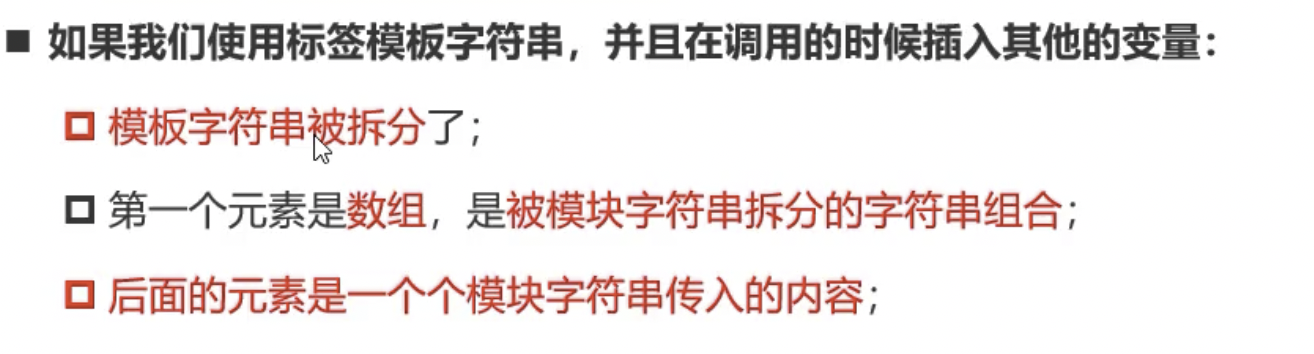 如果我们使用标签模板字符串，并且在调用的时候插入其他的变量：
模板字符串被拆分了；
第一个元素是数组，是被模块字符串拆分的字符串组合；
后面的元素是一个个模块字符串传入的内容；